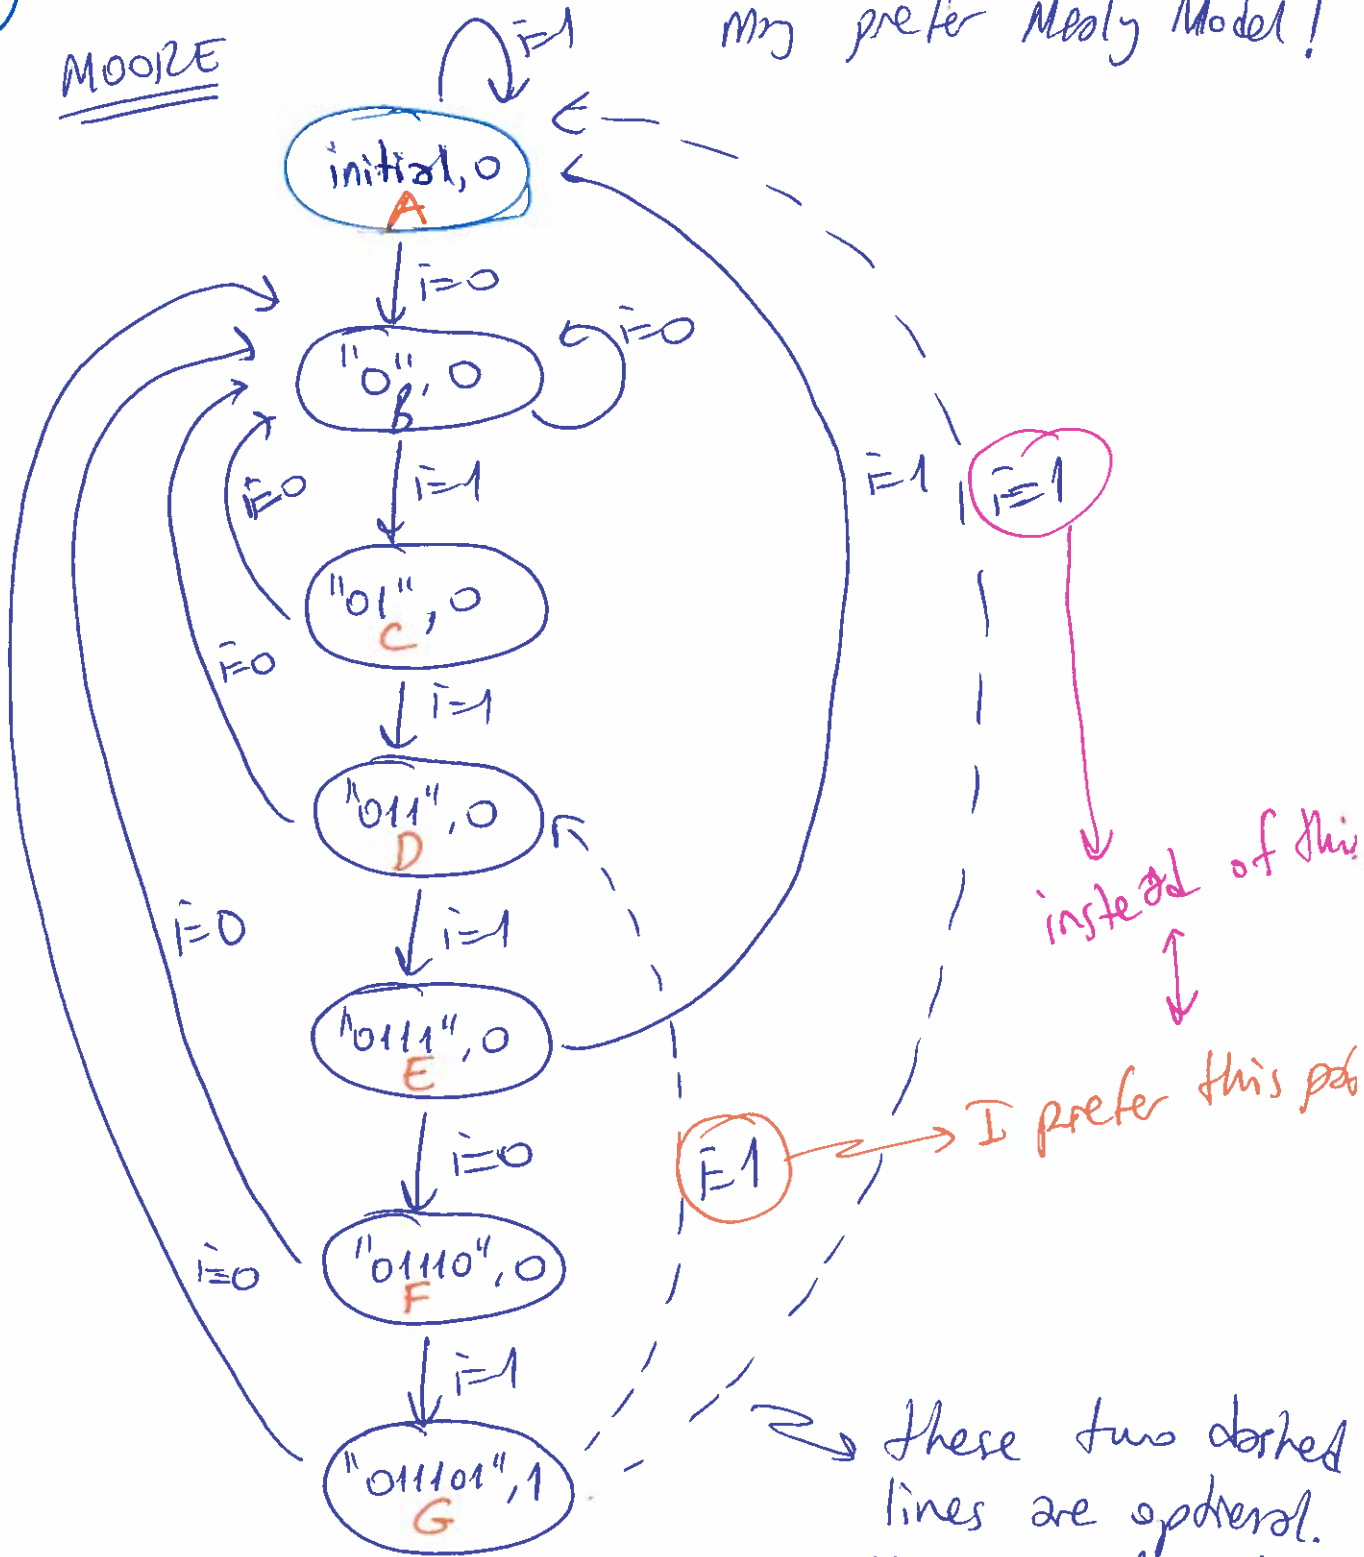 prefer Mealy Model!
MOORE
i=1
initial, 0
A
i=0
"0", 0
B
i=0
i=1
i=0
i=1
i=1
"01", 0
C
i=0
i=1
"011", 0
D
instead of this
i=0
i=1
"0111", 0
E
I prefer this
i=0
i=1
"01110", 0
F
i=0
i=1
"011101", 1
G
these two dashed
lines are optional.